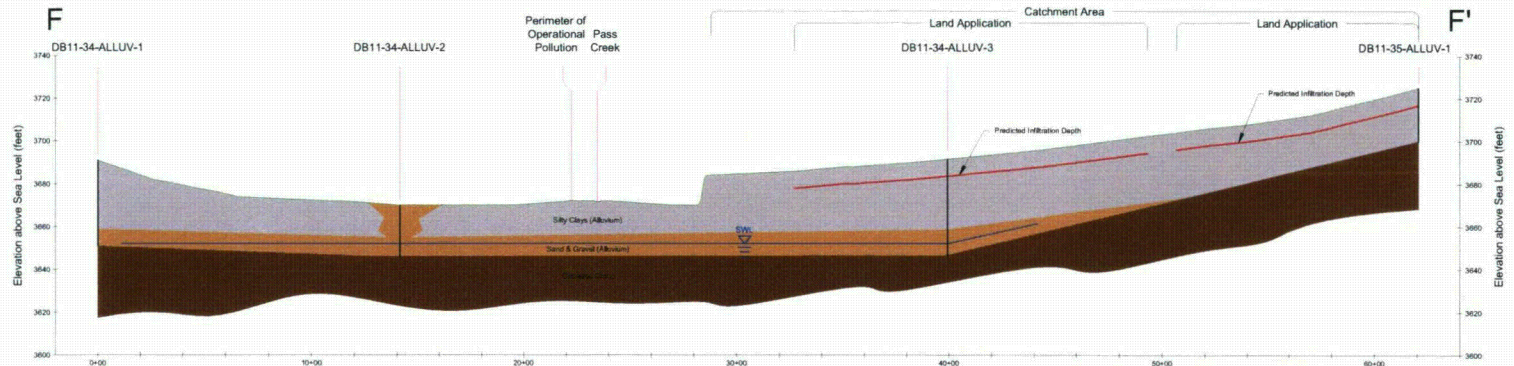 F
Perimeter of
Operational
Pollution
Pass
Creek
Catchment Area
Land Application
Land Application
F'
DB11-34-ALLUV-1
DB11-34-ALLUV-2
DB11-34-ALLUV-3
DB11-35-ALLUV-1
3740
3720
3700
3680
3660
3640
3620
3600
Elevation above Sea Level (feet)
Predicted Infiltration Depth
Predicted Infiltration Depth
Silty Clays (Alluvium)
SWL
Sand & Gravel (Alluvium)
3740
3720
3700
3680
3660
3640
3620
3600
Elevation above Sea Level (feet)
0+00
10+00
20+00
30+00
40+00
50+00
60+00